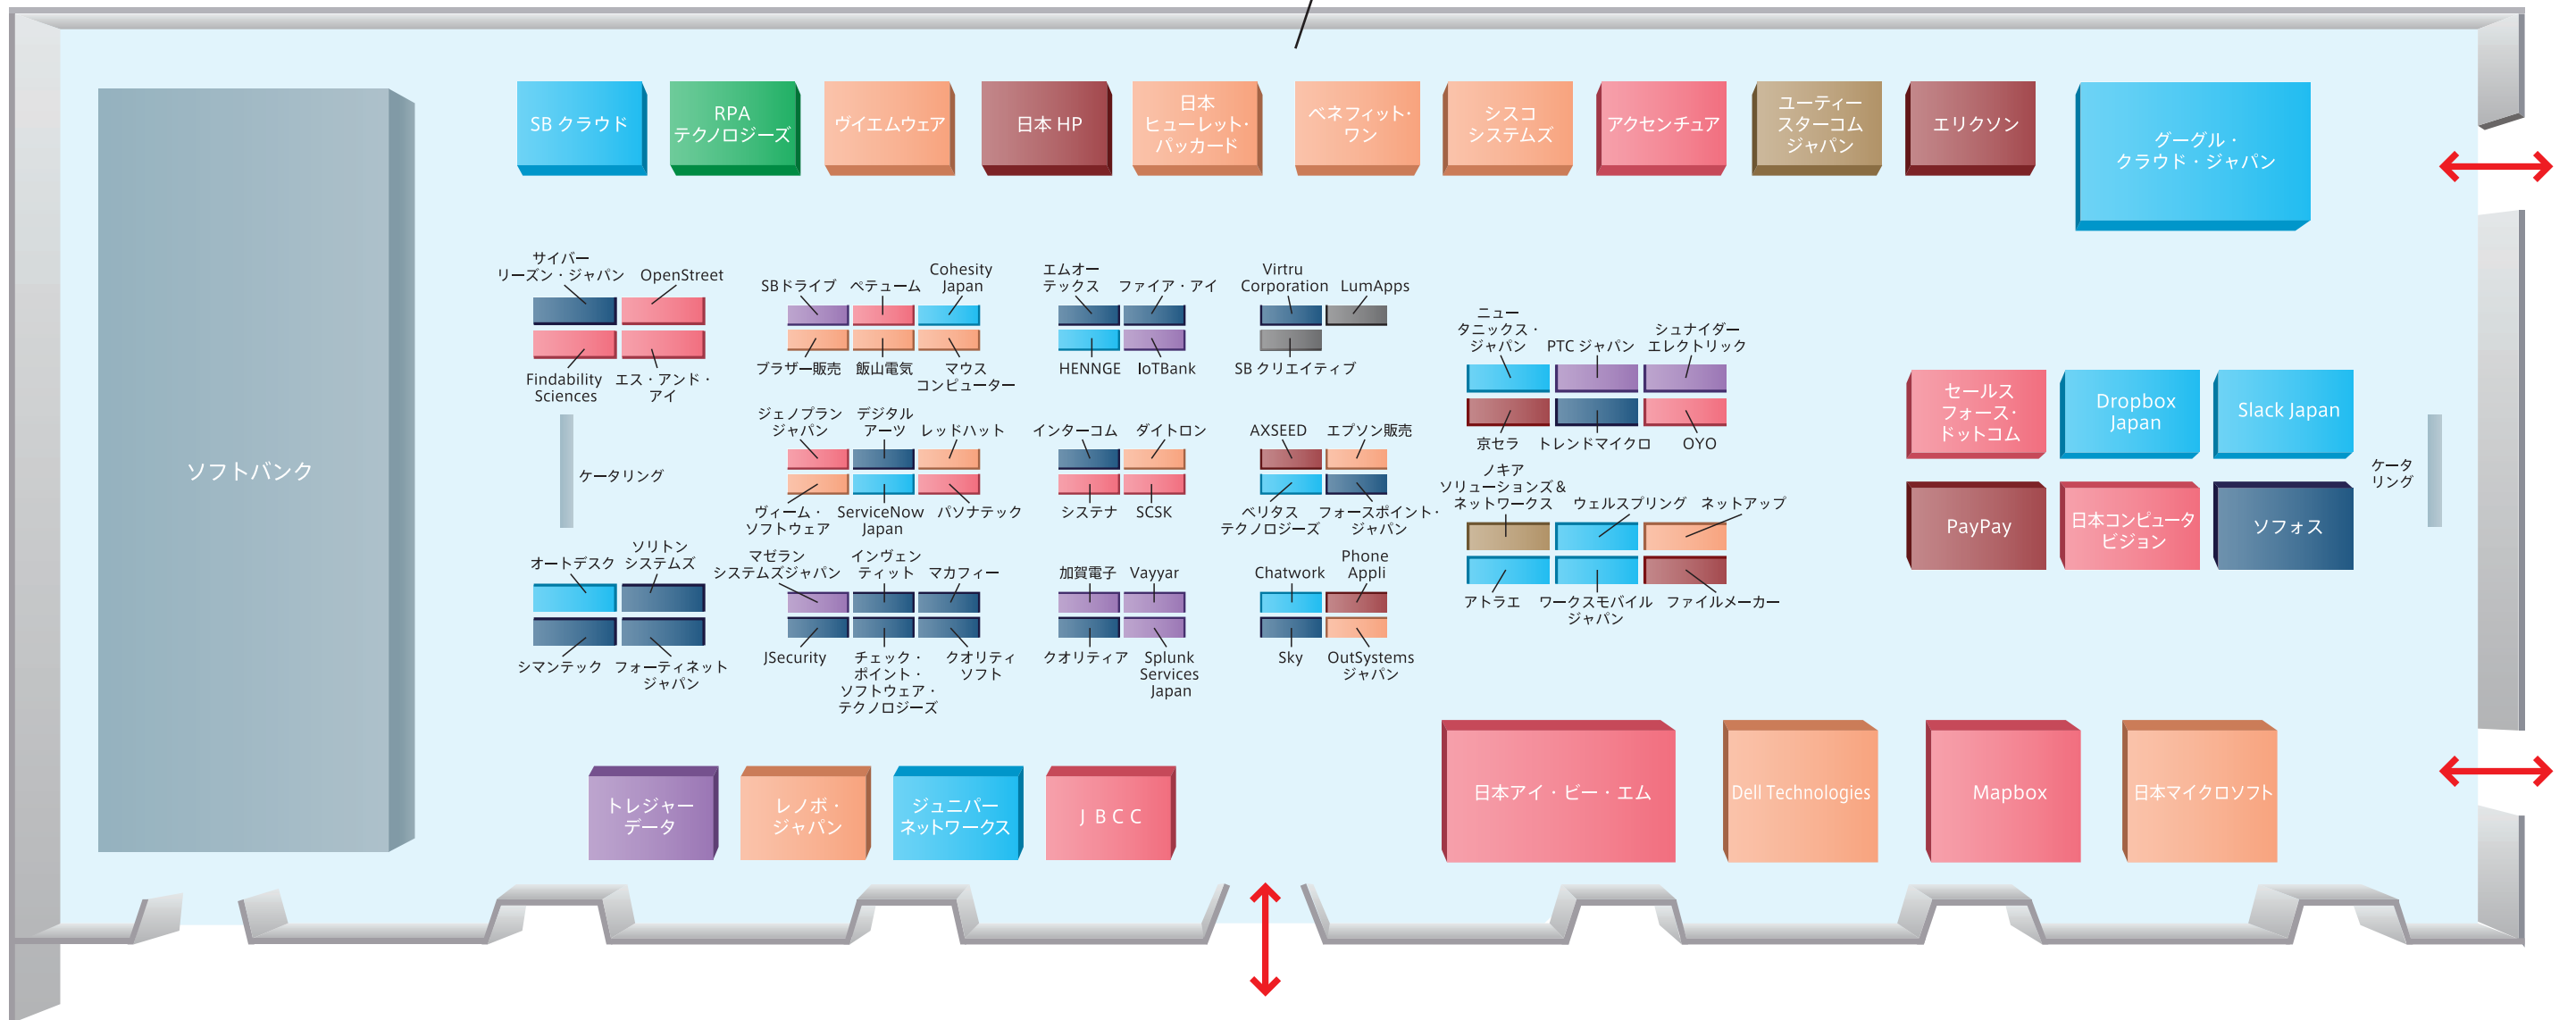 SB クラウド
RPA
テクノロジーズ
ヴイエムウェア
日本 HP
日本
ヒューレット・
パッカード
ベネフィット・
ワン
シスコ
システムズ
アクセンチュア
ユーティー
スターコム
ジャパン
エリクソン
グーグル・
クラウド・ジャパン
ソフトバンク
サイバー
リーズン・ジャパン
OpenStreet
Findability
Sciences
エス・アンド・
アイ
SBドライブ
ペテューム
Cohesity
Japan
ブラザー販売
飯山電気
マウス
コンピューター
エムオー
テックス
ファイア・アイ
HENNGE
IoTBank
Virtru
Corporation
LumApps
SB クリエイティブ
ニュー
タニックス・
ジャパン
PTC ジャパン
シュナイダー
エレクトリック
京セラ
トレンドマイクロ
OYO
セールス
フォース・
ドットコム
Dropbox
Japan
Slack Japan
ケータリング
ジェノプラン
ジャパン
デジタル
アーツ
レッドハット
ヴィーム・
ソフトウェア
ServiceNow
Japan
パソナテック
インターコム
ダイトロン
システナ
SCSK
AXSEED
エプソン販売
ベリタス
テクノロジーズ
フォースポイント・
ジャパン
ノキア
ソリューションズ&
ネットワークス
ウェルスプリング
ネットアップ
アトラエ
ワークスモバイル
ジャパン
ファイルメーカー
PayPay
日本コンピュータ
ビジョン
ソフォス
ケータ
リング
オートデスク
ソリトン
システムズ
シマンテック
フォーティネット
ジャパン
マゼラン
システムズジャパン
インヴェン
ティット
マカフィー
JSecurity
チェック・
ポイント・
ソフトウェア・
テクノロジーズ
クオリティ
ソフト
加賀電子
Vayyar
クオリティア
Splunk
Services
Japan
Chatwork
Phone
Appli
Sky
OutSystems
ジャパン
トレジャー
データ
レノボ・
ジャパン
ジュニパー
ネットワークス
J B C C
日本アイ・ビー・エム
Dell Technologies
Mapbox
日本マイクロソフト